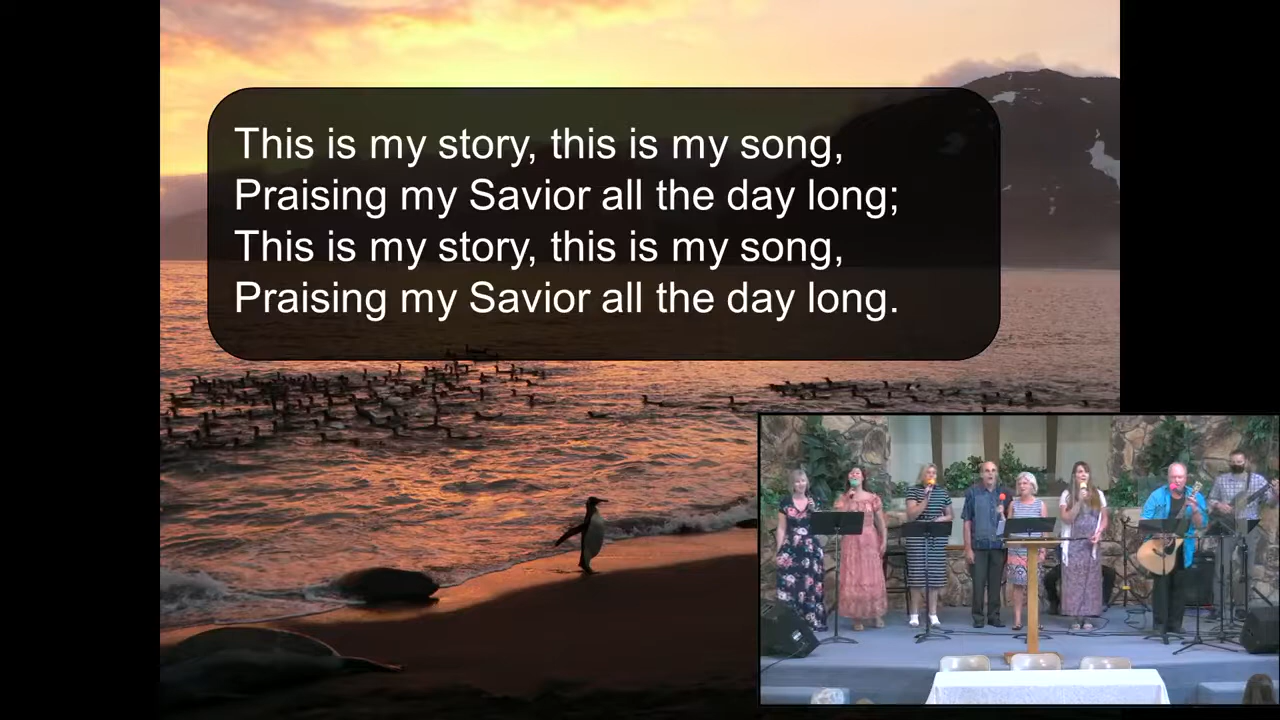 This is my story, this is my song,
Praising my Savior all the day long;
This is my story, this is my song,
Praising my Savior all the day long.